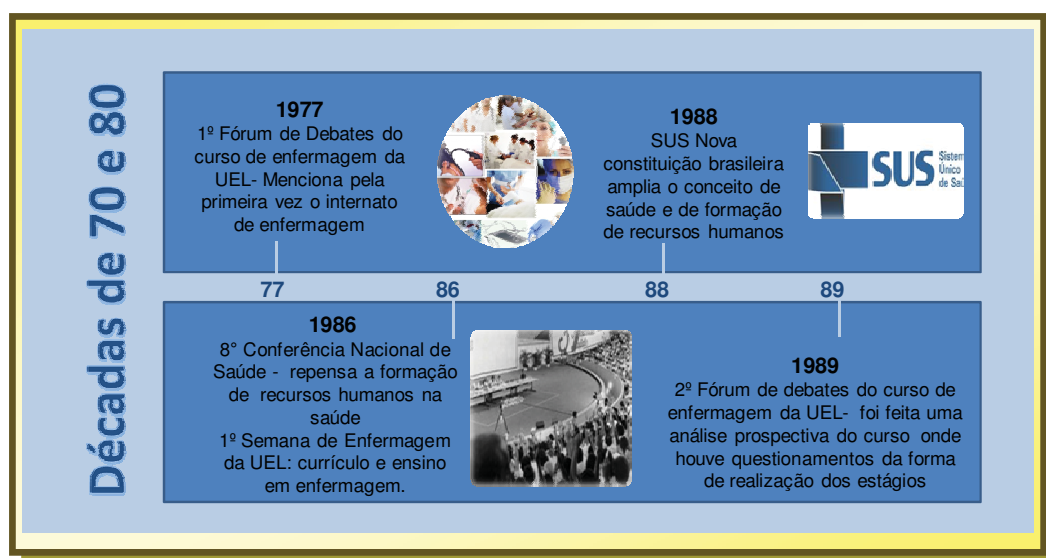 Décadas de 70 e 80
1977
1º Fórum de Debates do
curso de enfermagem da
UEL- Menciona pela
primeira vez o internato
de enfermagem
1988
SUS Nova
constituição brasileira
amplia o conceito de
saúde e de formação
de recursos humanos
SUS
Sistem
Único
de Saú
77
86
88
89
1986
8° Conferência Nacional de
Saúde - repensa a formação
de recursos humanos na
saúde
1º Semana de Enfermagem
da UEL: currículo e ensino
em enfermagem.
1989
2º Fórum de debates do curso de
enfermagem da UEL- foi feita uma
análise prospectiva do curso onde
houve questionamentos da forma
de realização dos estágios